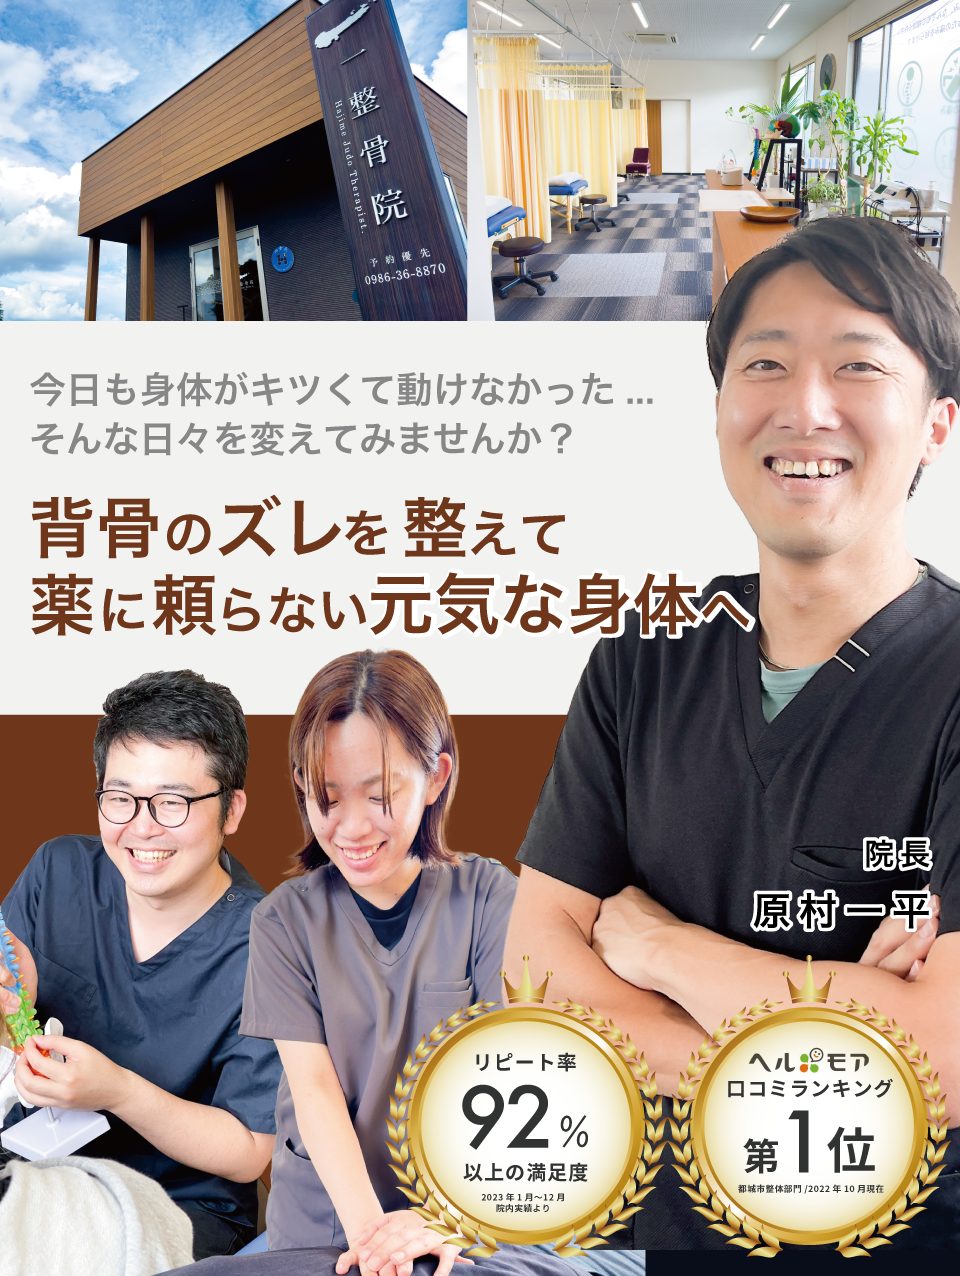 一整骨院
Hajime Judo Therapist.
予約優先
0986-36-8870
今日も身体がキツくて動けなかった...
そんな日々を変えてみませんか？
背骨のズレを整えて
薬に頼らない元気な身体へ
院長
原村一平
リピート率
92%
以上の満足度
2023年1月〜12月
院内実績より
ヘルモア
口コミランキング
第1位
都城市整体部門/2022年10月現在